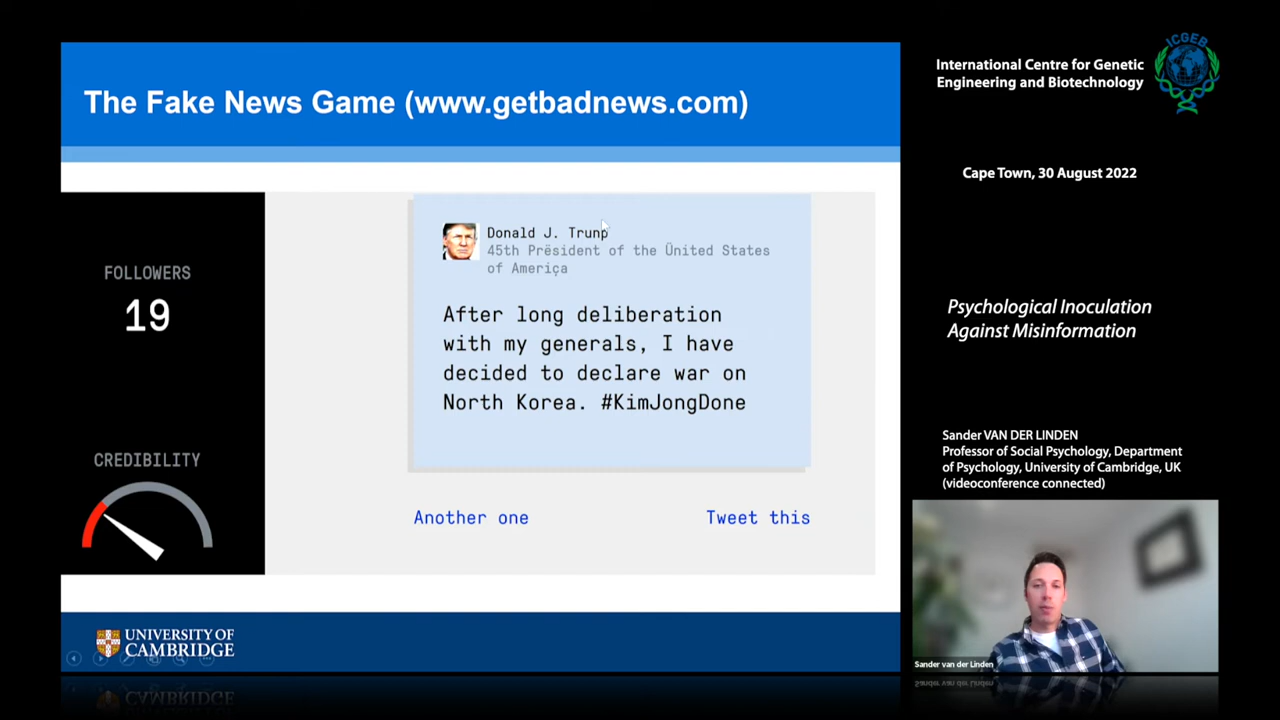 The Fake News Game (www.getbadnews.com)
FOLLOWERS
19
CREDIBILITY
Donald J. Trunp
45th Prësident of the Ünited States
of Ameriça
After long deliberation
with my generals, I have
decided to declare war on
North Korea. #KimJongDone
Another one
Tweet this
UNIVERSITY OF
CAMBRIDGE
ICGEB
International Centre for Genetic
Engineering and Biotechnology
Cape Town, 30 August 2022
Psychological Inoculation
Against Misinformation
Sander VAN DER LINDEN
Professor of Social Psychology, Department
of Psychology, University of Cambridge, UK
(videoconference connected)
Sander van der Linden